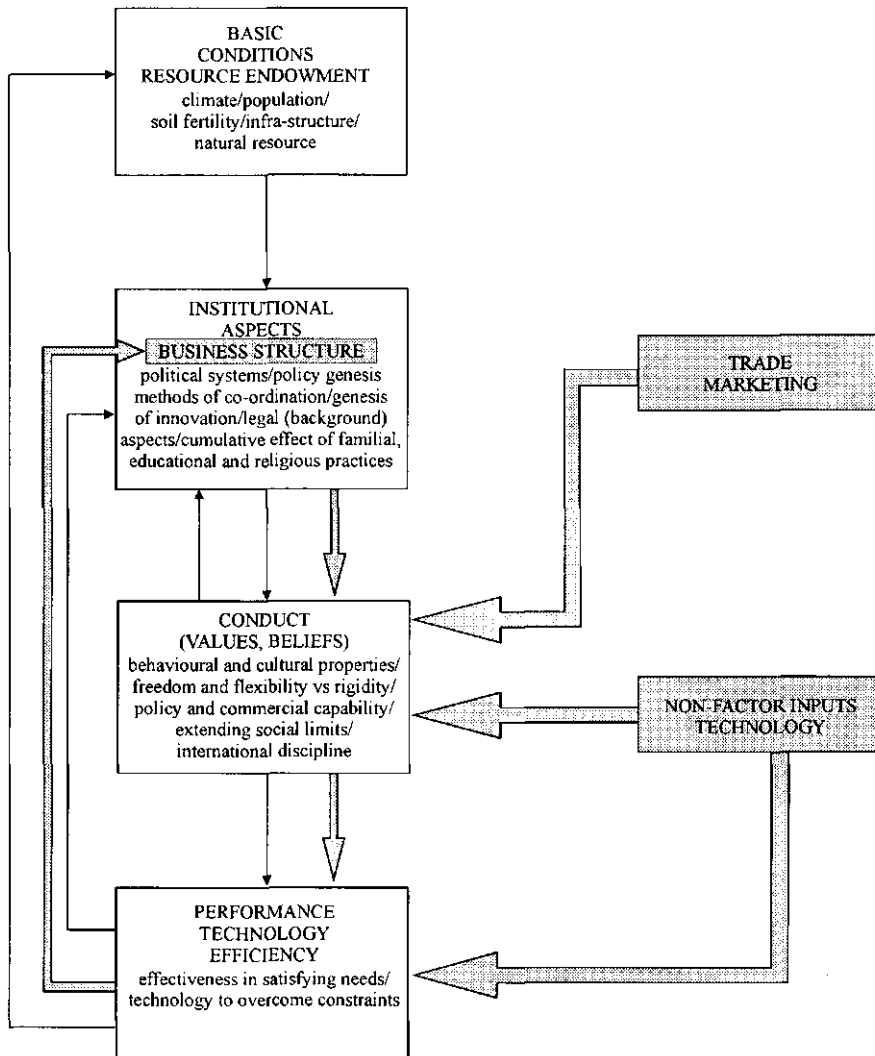 BASIC
CONDITIONS
RESOURCE ENDOWMENT
climate/population/
soil fertility/infra-structure/
natural resource
INSTITUTIONAL
ASPECTS
BUSINESS STRUCTURE
political systems/policy genesis
methods of co-ordination/genesis
of innovation/legal (background)
aspects/cumulative effect of familial,
educational and religious practices
TRADE
MARKETING
CONDUCT
(VALUES, BELIEFS)
behavioural and cultural properties/
freedom and flexibility vs rigidity/
policy and commercial capability/
extending social limits/
international discipline
NON-FACTOR INPUTS
TECHNOLOGY
PERFORMANCE
TECHNOLOGY
EFFICIENCY
effectiveness in satisfying needs/
technology to overcome constraints